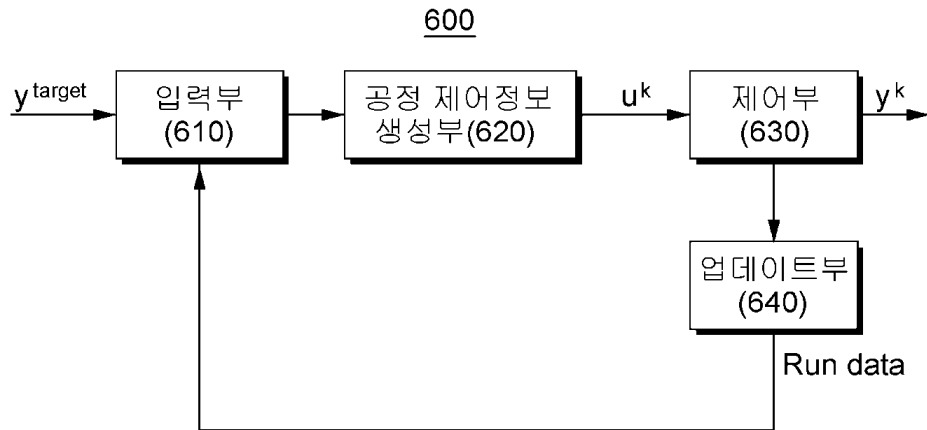 600
y target
입력부
(610)
공정 제어정보
생성부(620)
u^k
제어부
(630)
y^k
업데이트부
(640)
Run data